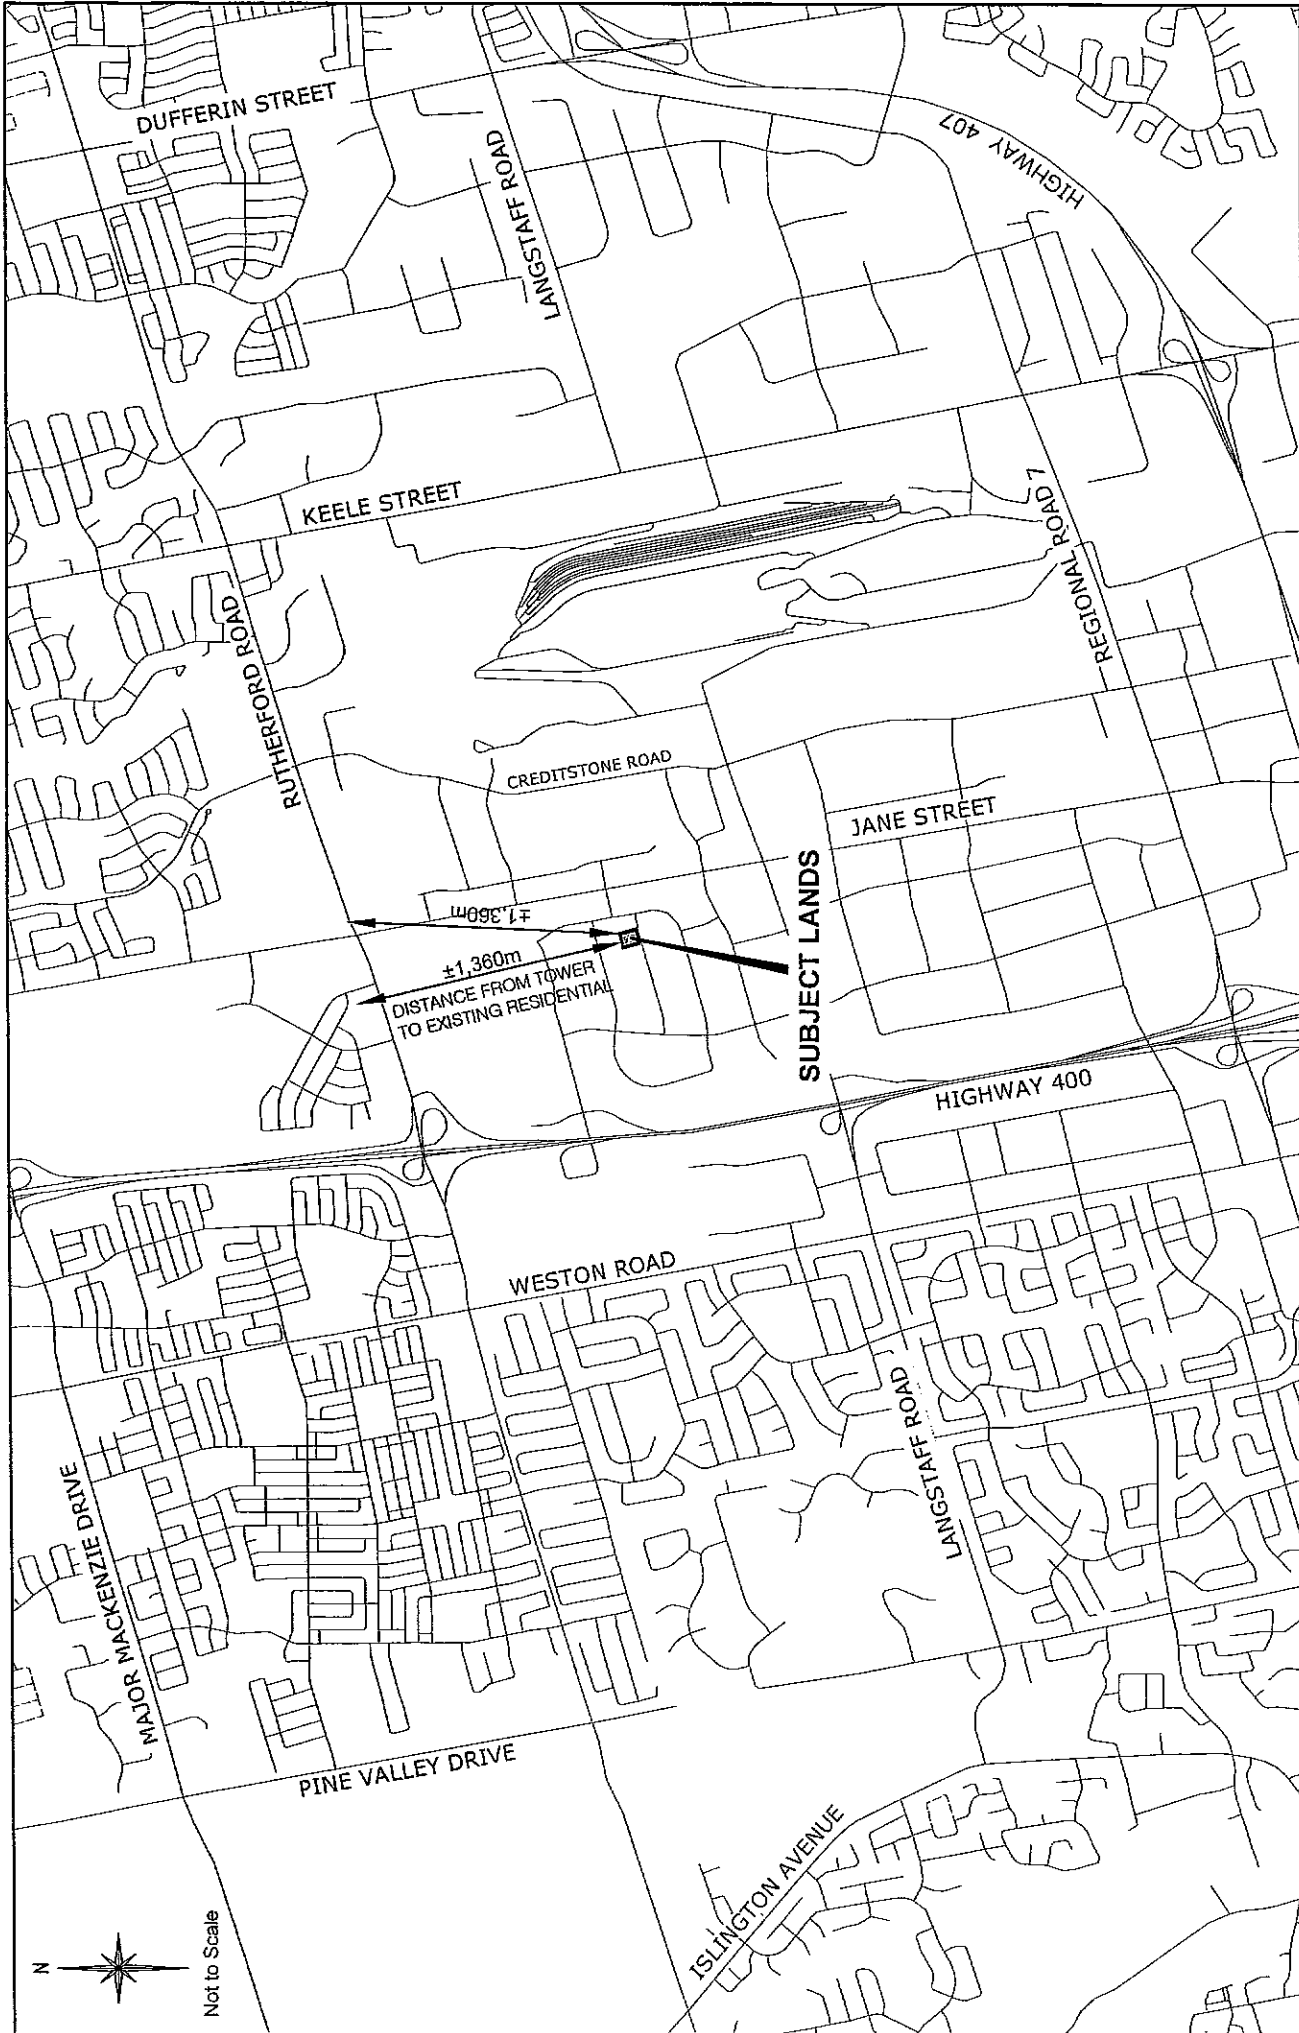 N
Not to Scale
MAJOR MACKENZIE DRIVE
PINE VALLEY DRIVE
ISLINGTON AVENUE
WESTON ROAD
LANGSTAFF ROAD
HIGHWAY 400
±1,360m
DISTANCE FROM TOWER
TO EXISTING RESIDENTIAL
±1,360m
SUBJECT LANDS
JANE STREET
CREDITSTONE ROAD
RUTHERFORD ROAD
KEELE STREET
REGIONAL ROAD 7
LANGSTAFF ROAD
DUFFERIN STREET
HIGHWAY 407